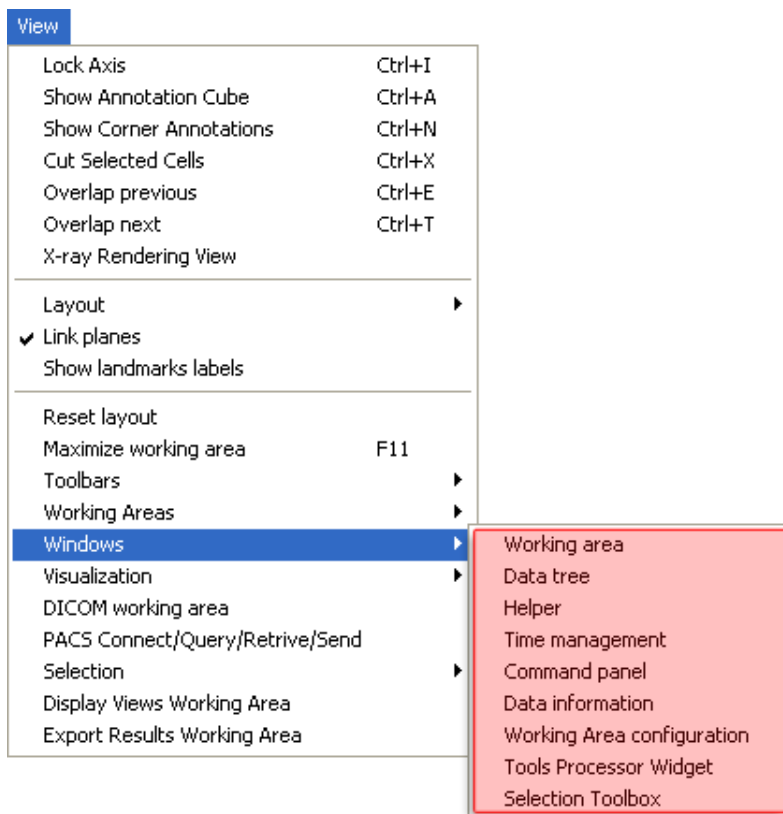 View
Lock Axis Ctrl+I
Show Annotation Cube Ctrl+A
Show Corner Annotations Ctrl+N
Cut Selected Cells Ctrl+X
Overlap previous Ctrl+E
Overlap next Ctrl+T
X-ray Rendering View
Layout
Link planes
Show landmarks labels
Reset layout
Maximize working area F11
Toolbars
Working Areas
Windows
Visualization
DICOM working area
PACS Connect/Query/Retrive/Send
Selection
Display Views Working Area
Export Results Working Area
Working area
Data tree
Helper
Time management
Command panel
Data information
Working Area configuration
Tools Processor Widget
Selection Toolbox